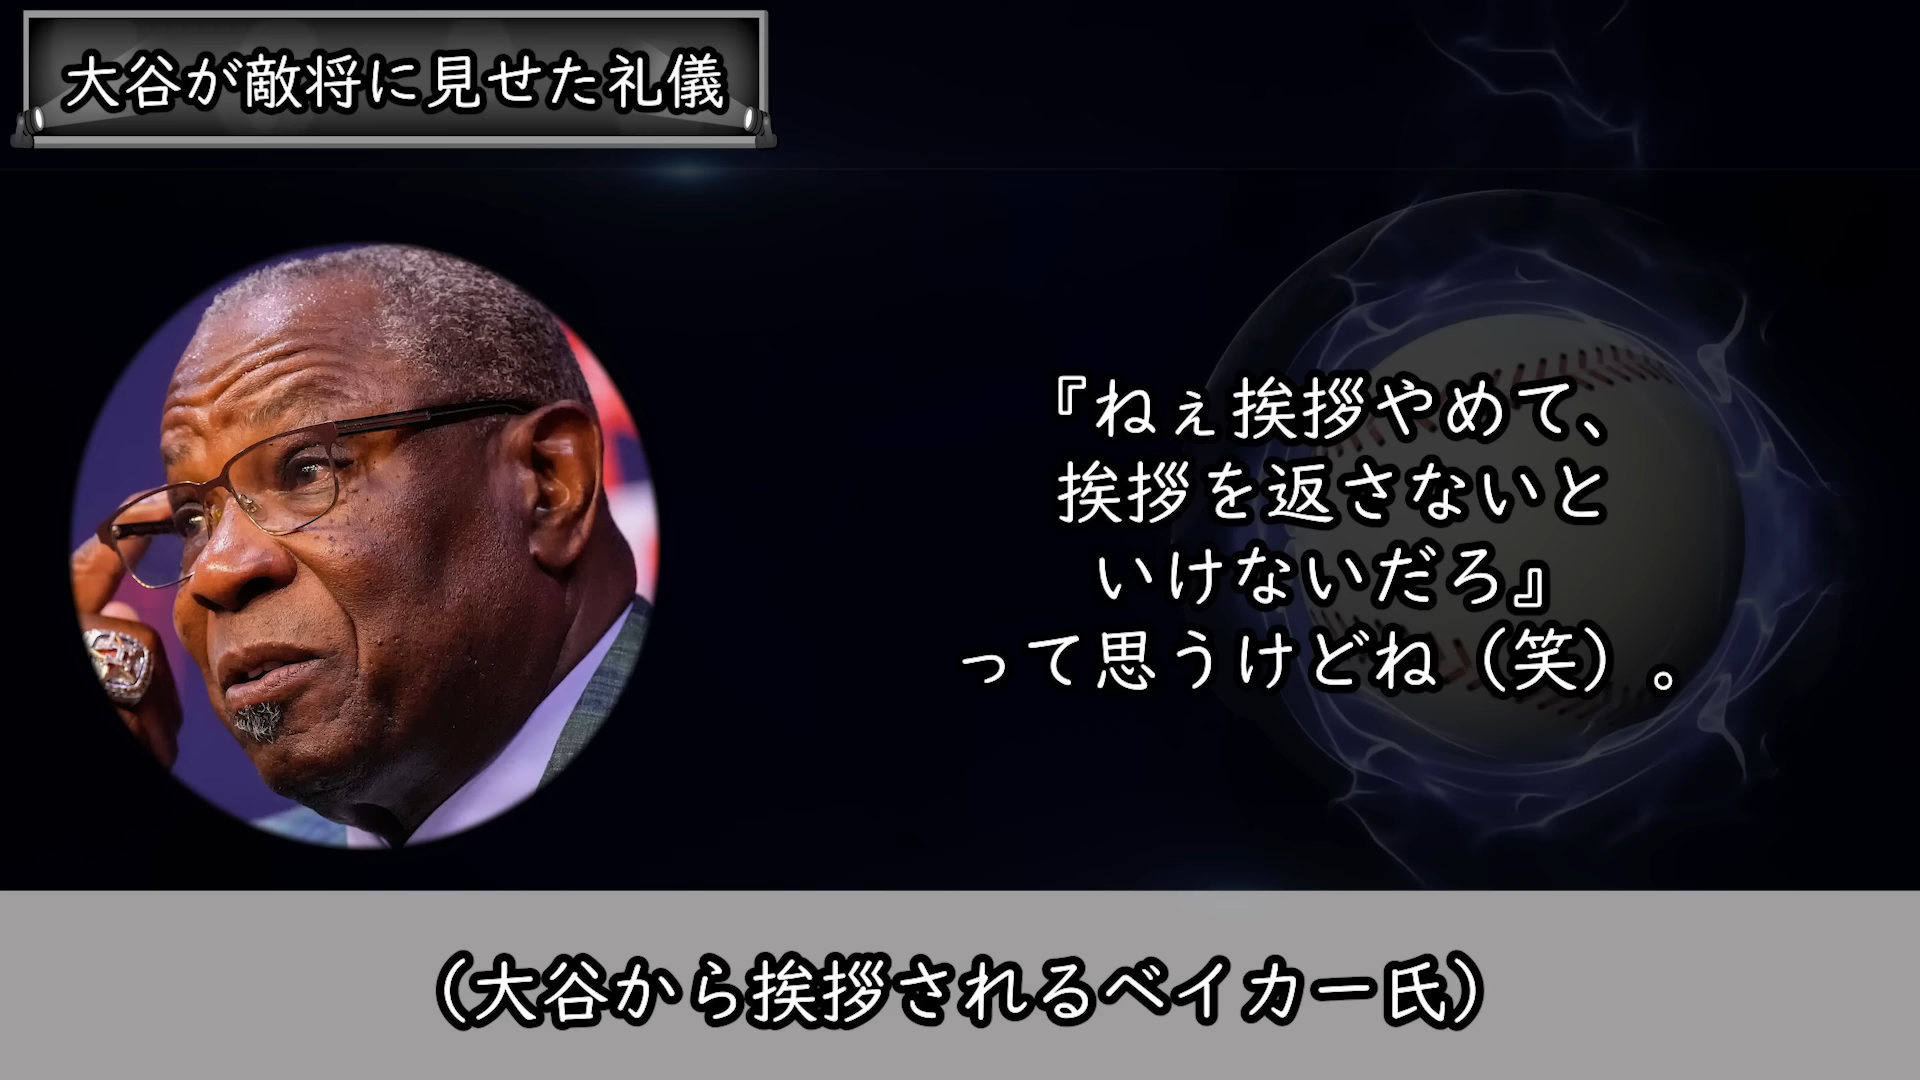 大谷が敵将に見せた礼儀
『ねぇ挨拶やめて、
挨拶を返さないと
いけないだろ』
って思うけどね（笑）。
（大谷から挨拶されるベイカー氏）